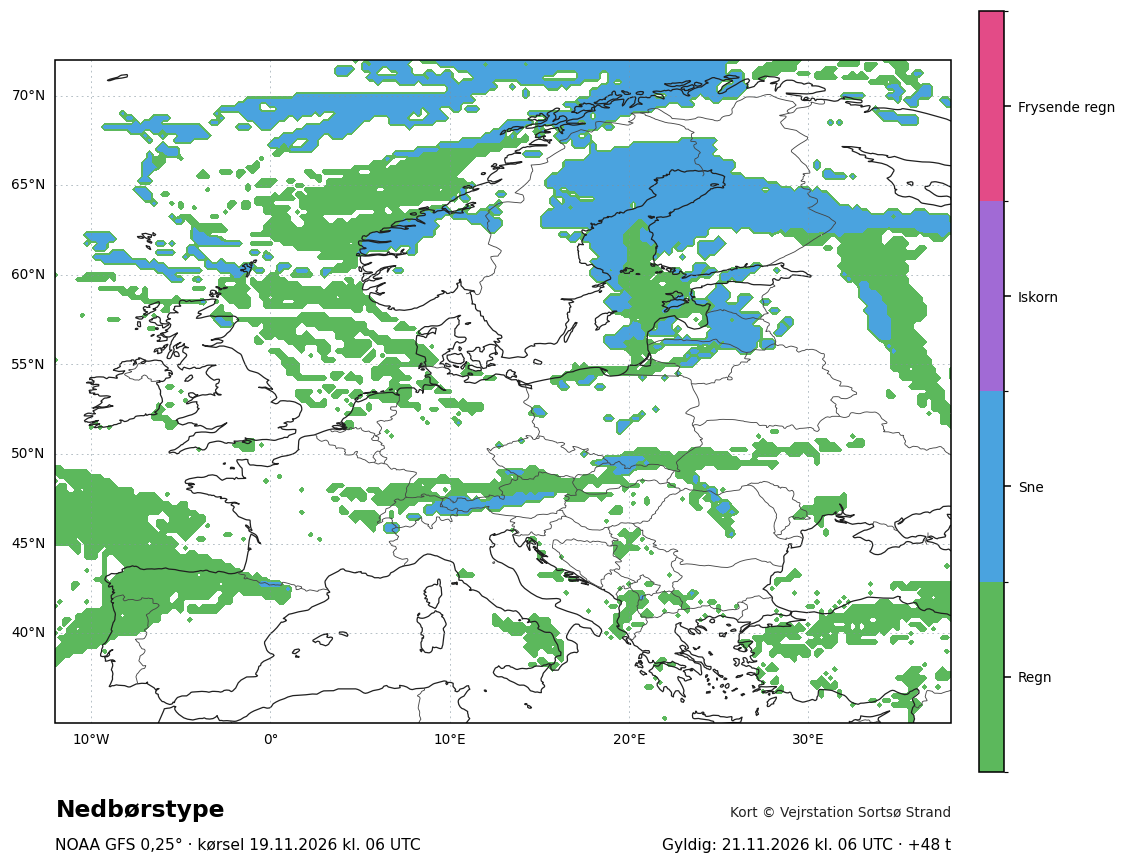 70°N
65°N
60°N
55°N
50°N
45°N
40°N
10°W
0°
10°E
20°E
30°E
Frysende regn
Iskorn
Sne
Regn
Nedbørstype
Kort © Vejrstation Sortsø Strand
NOAA GFS 0,25° · kørsel 19.11.2026 kl. 06 UTC
Gyldig: 21.11.2026 kl. 06 UTC · +48 t